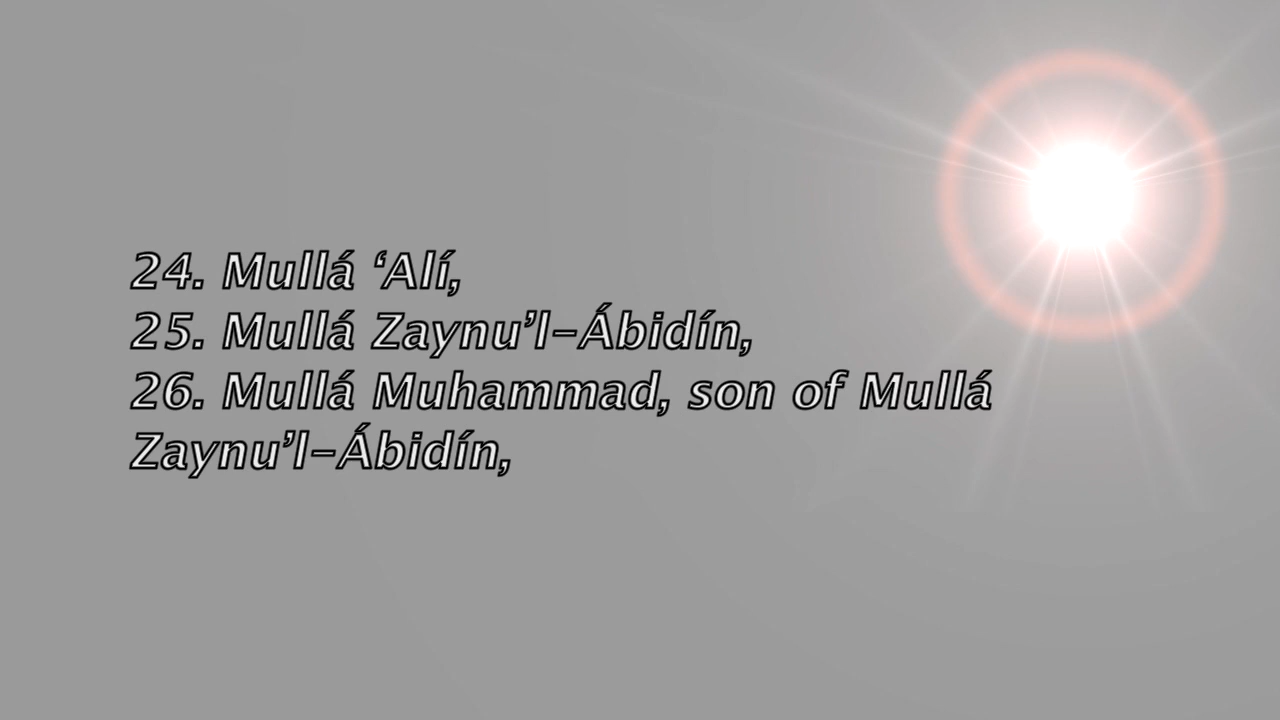 24. Mullá ‘Alí,
25. Mullá Zaynu’l–Ábidín,
26. Mullá Muhammad, son of Mullá
Zaynu’l–Ábidín,